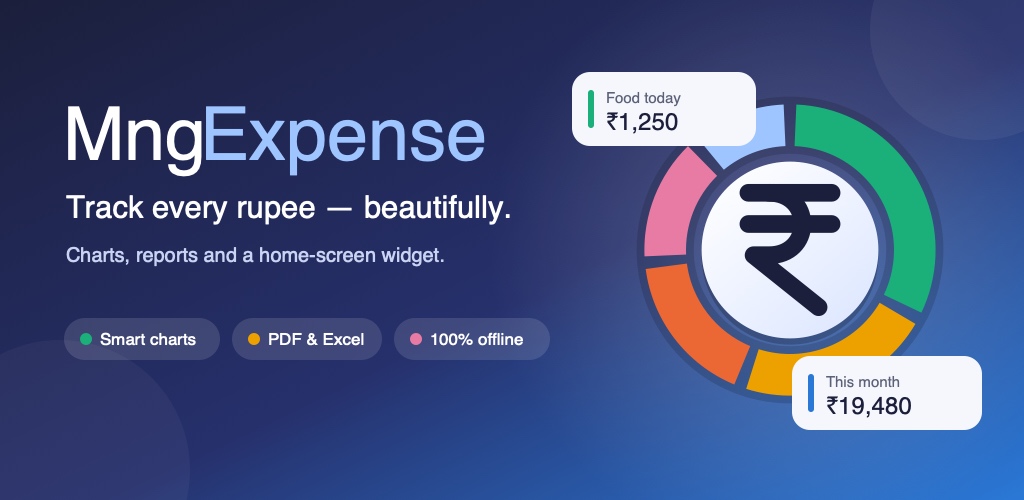 MngExpense
Track every rupee — beautifully.
Charts, reports and a home-screen widget.
Smart charts
PDF & Excel
100% offline
Food today
₹1,250
₹
This month
₹19,480